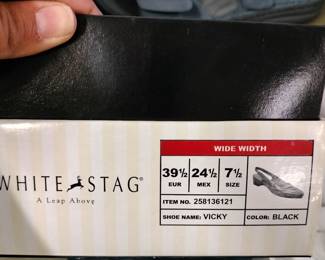 WHITE STAG®
A Leap Above
WIDE WIDTH
39½ 24½ 7½
EUR MEX SIZE
ITEM NO. 258136121
SHOE NAME: VICKY COLOR: BLACK